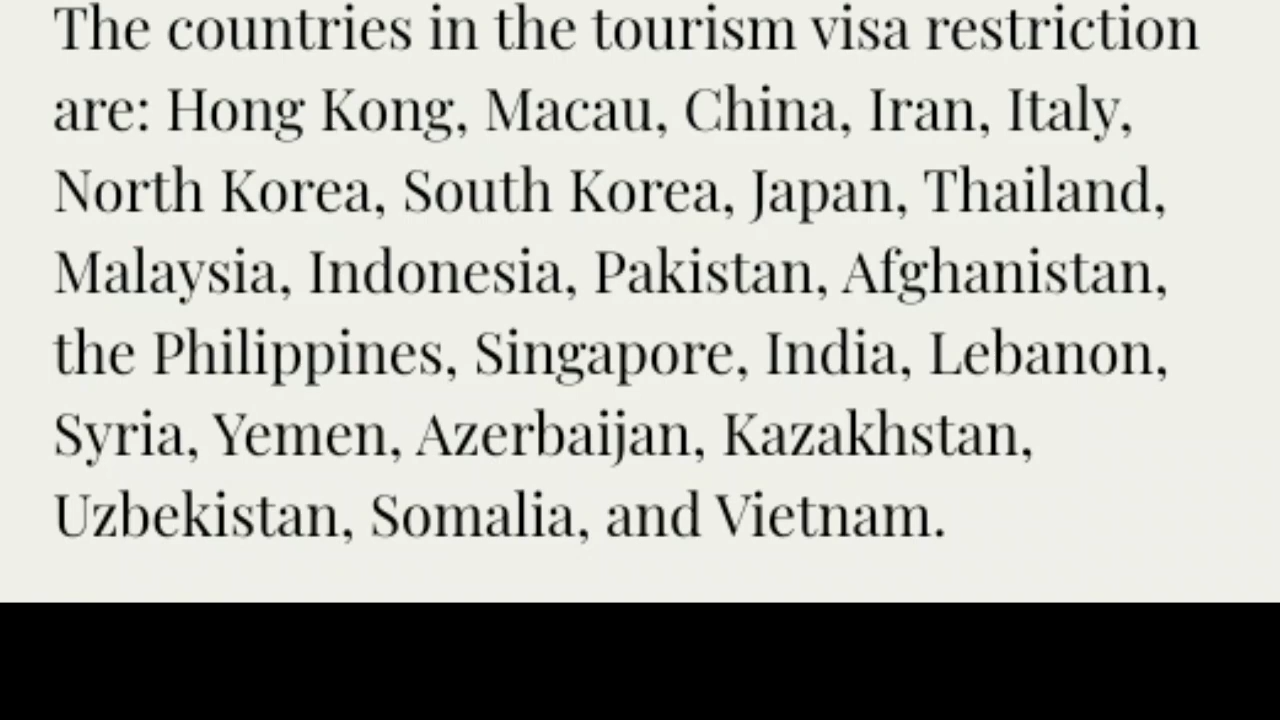 The countries in the tourism visa restriction
are: Hong Kong, Macau, China, Iran, Italy,
North Korea, South Korea, Japan, Thailand,
Malaysia, Indonesia, Pakistan, Afghanistan,
the Philippines, Singapore, India, Lebanon,
Syria, Yemen, Azerbaijan, Kazakhstan,
Uzbekistan, Somalia, and Vietnam.